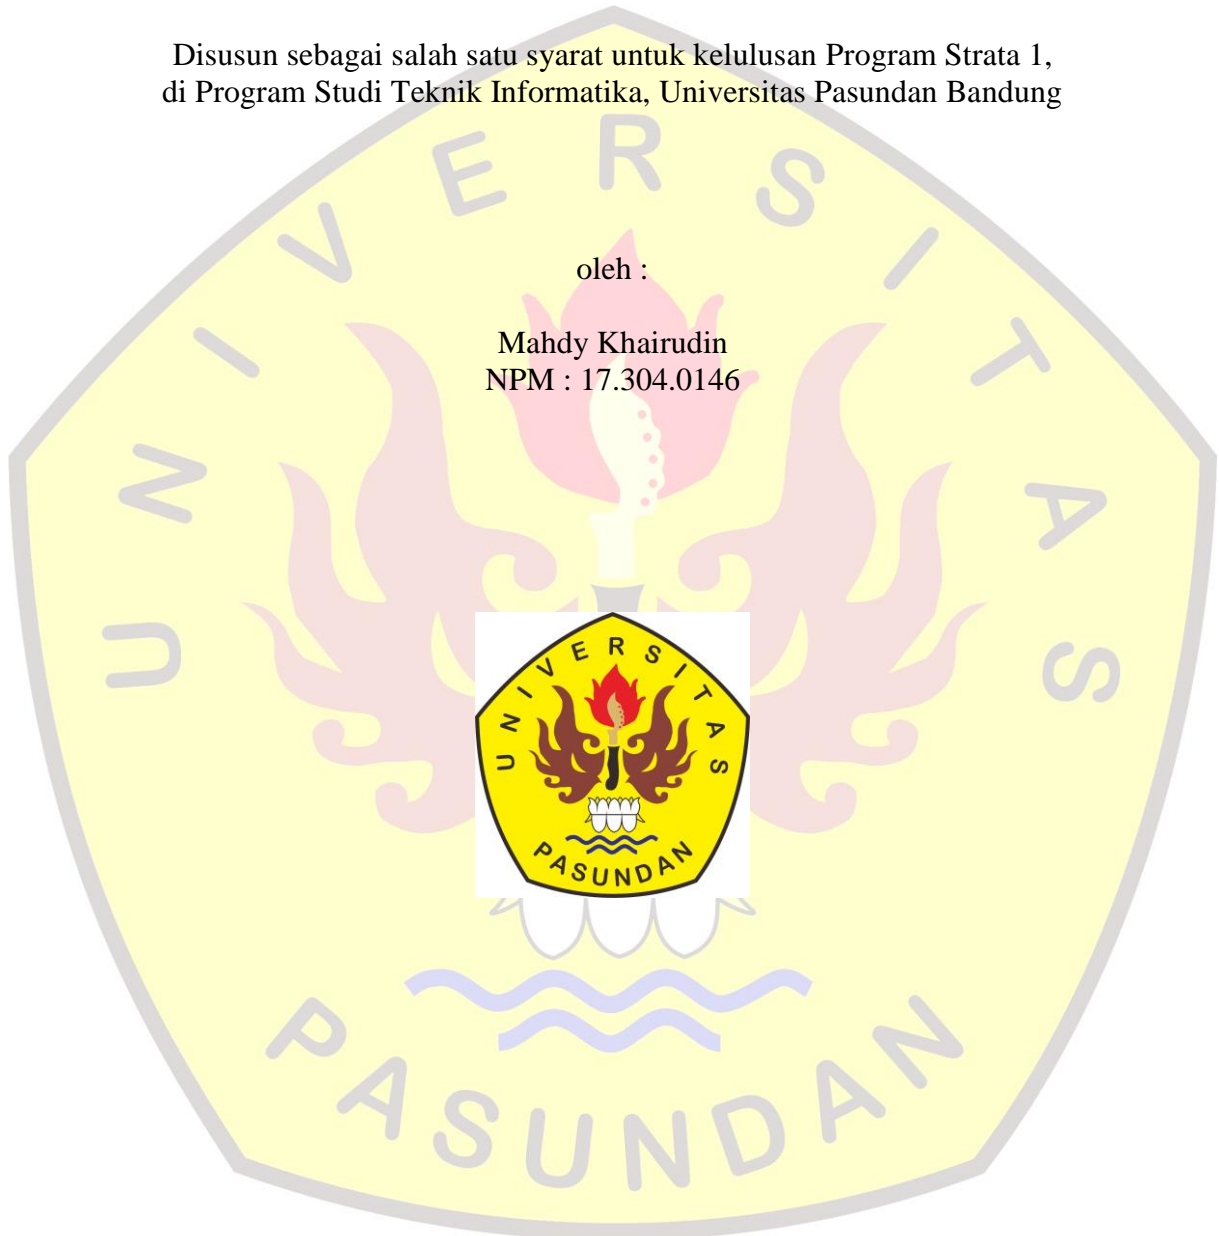 Disusun sebagai salah satu syarat untuk kelulusan Program Strata 1,
di Program Studi Teknik Informatika, Universitas Pasundan Bandung
oleh :
Mahdy Khairudin
NPM : 17.304.0146
UNIVERSITAS
PASUNDAN
UNIVERSITAS
PASUNDAN